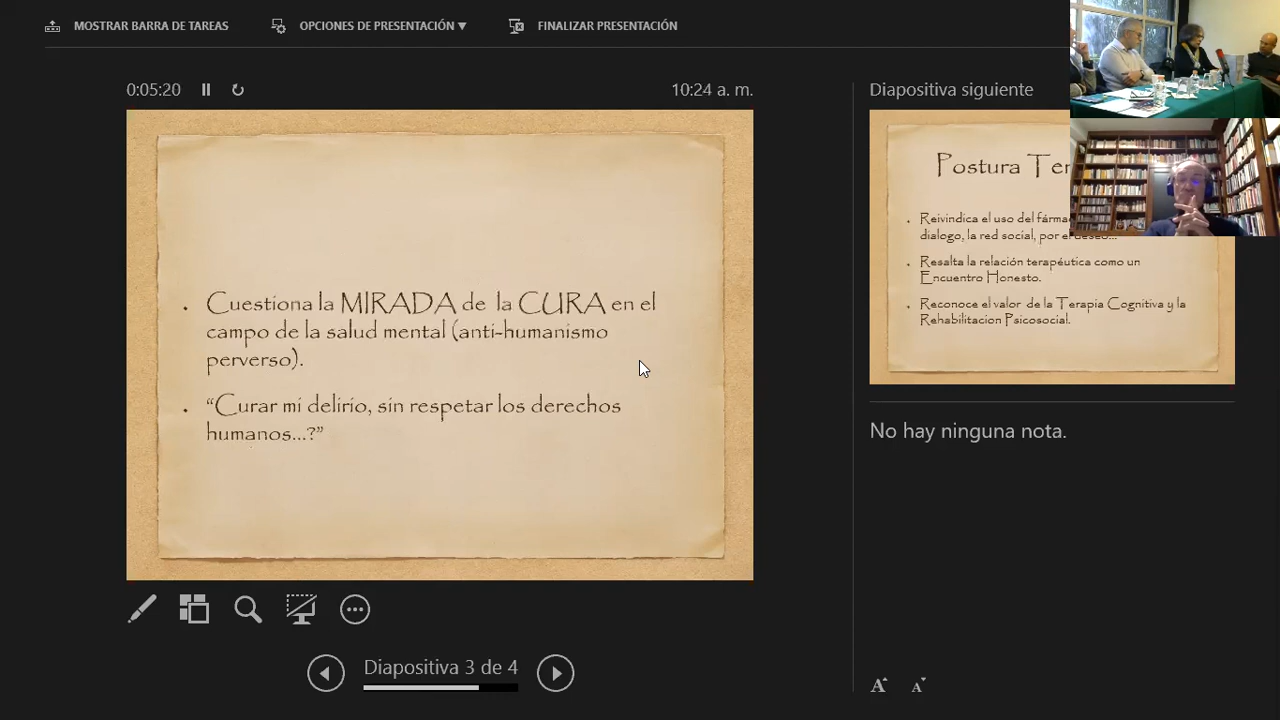 MOSTRAR BARRA DE TAREAS
OPCIONES DE PRESENTACIÓN ▼
FINALIZAR PRESENTACIÓN
0:05:20
10:24 a. m.
Cuestiona la MIRADA de la CURA en el
campo de la salud mental (anti-humanismo
perverso).
"Curar mi delirio, sin respetar los derechos
humanos...?"
Diapositiva 3 de 4
Diapositiva siguiente
Postura
Reivindica el uso del
dialogo, la red social, por el deseo...
Resalta la relación terapéutica como un
Encuentro Honesto.
Reconoce el valor de la Terapia Cognitiva y la
Rehabilitacion Psicosocial.
No hay ninguna nota.
A A